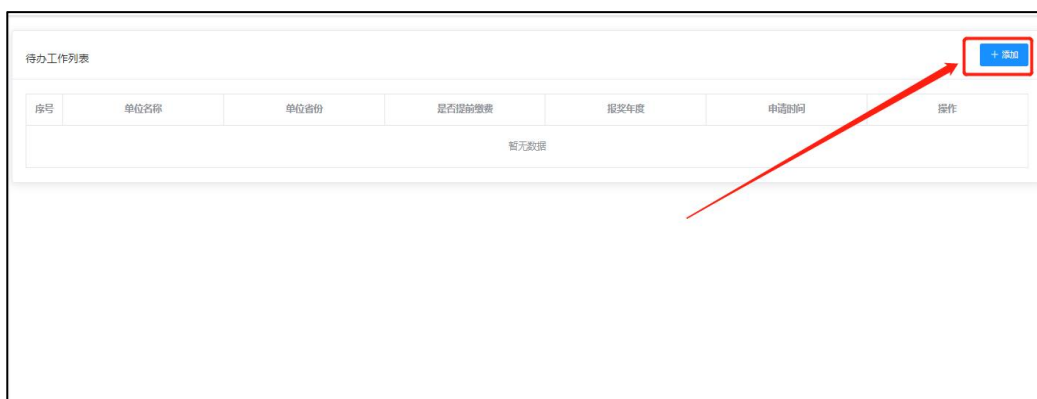 待办工作列表
+ 添加
序号 单位名称 单位省份 是否提前缴费 报奖年度 申请时间 操作
暂无数据